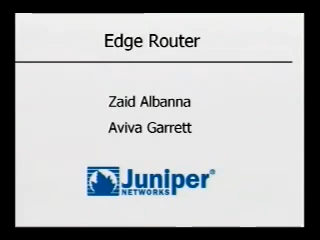 Edge Router
Zaid Albanna
Aviva Garrett
Juniper®
NETWORKS